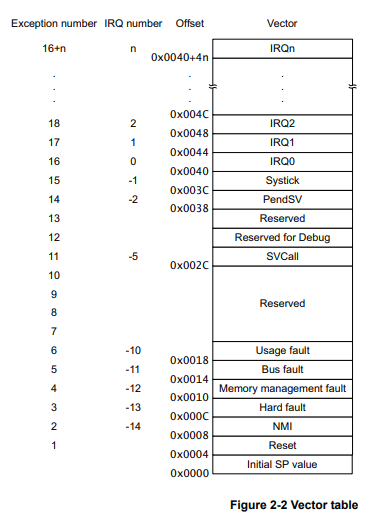 Exception number IRQ number Offset Vector
16+n n IRQn
0x0040+4n
. . . .
. . . .
. . . .
0x004C
18 2 IRQ2
0x0048
17 1 IRQ1
0x0044
16 0 IRQ0
0x0040
15 -1 Systick
0x003C
14 -2 PendSV
0x0038
13 Reserved
12 Reserved for Debug
11 -5 SVCall
0x002C
10
9
Reserved
8
7
6 -10 Usage fault
0x0018
5 -11 Bus fault
0x0014
4 -12 Memory management fault
0x0010
3 -13 Hard fault
0x000C
2 -14 NMI
0x0008
1 Reset
0x0004
Initial SP value
0x0000
Figure 2-2 Vector table